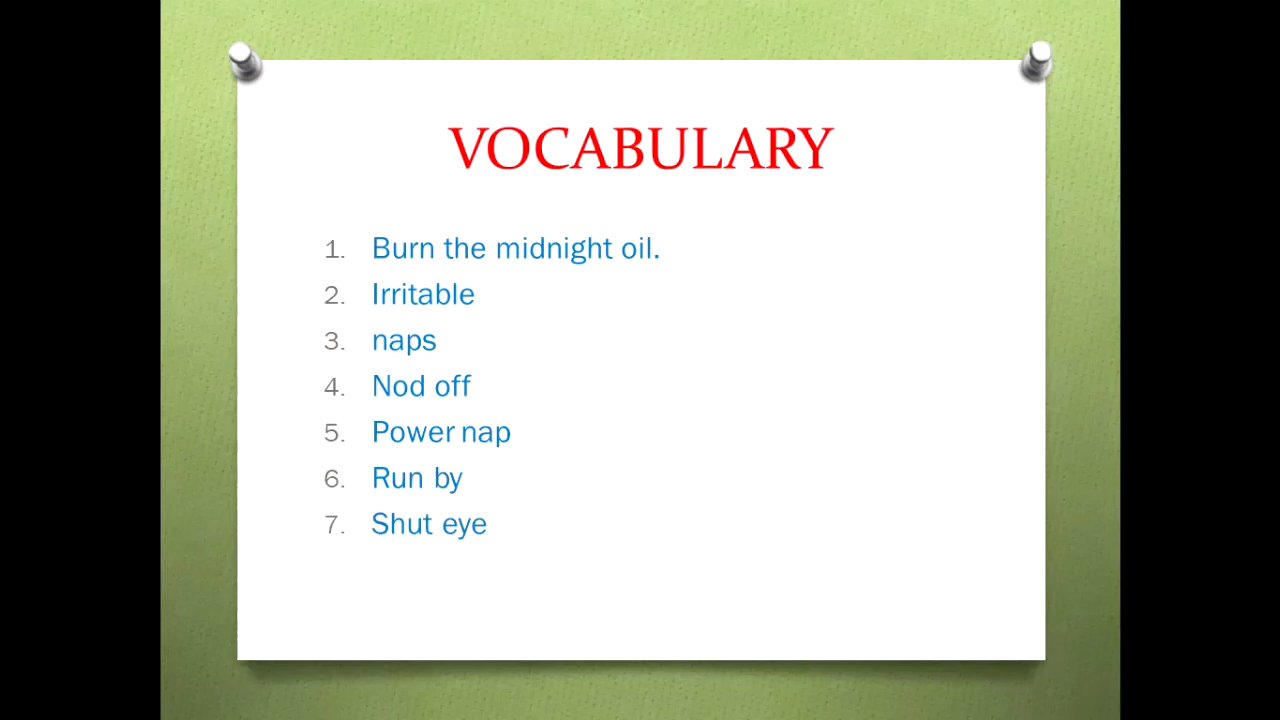 VOCABULARY
1. Burn the midnight oil.
2. Irritable
3. naps
4. Nod off
5. Power nap
6. Run by
7. Shut eye